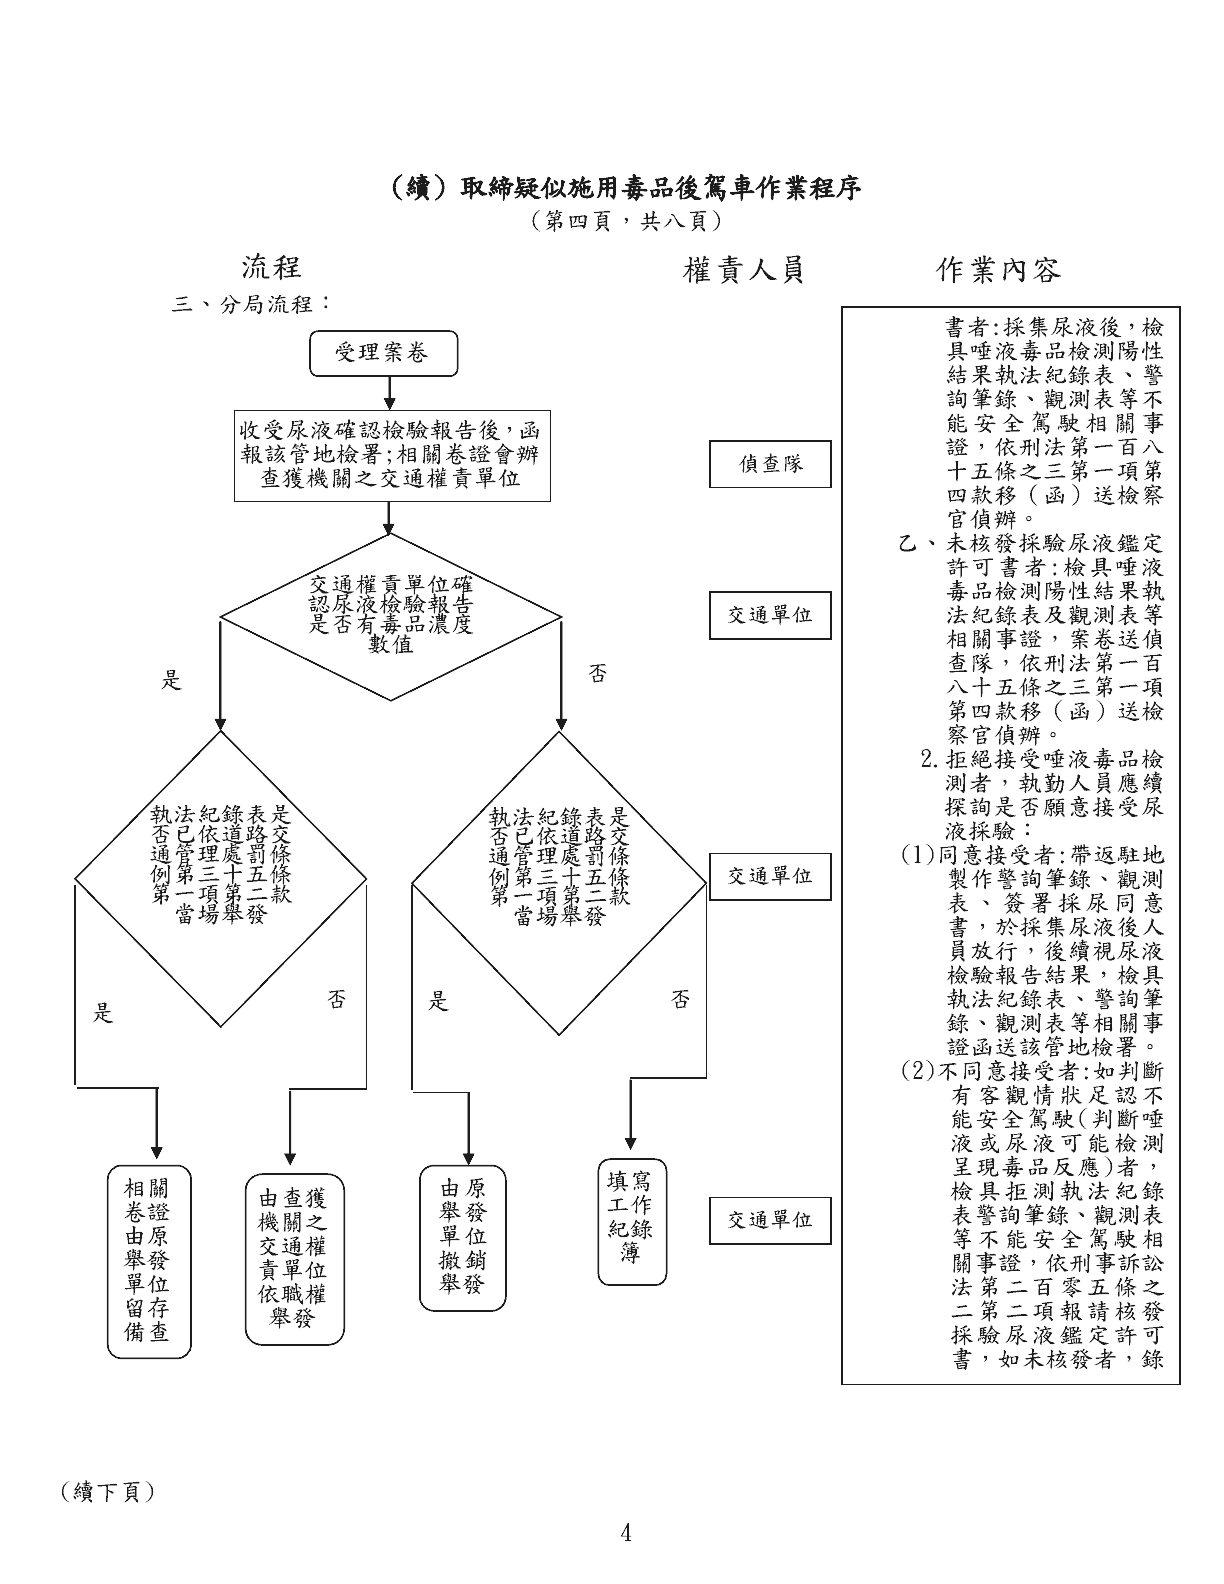 （續）取締疑似施用毒品後駕車作業程序
（第四頁，共八頁）
流程
權責人員
作業內容
三、分局流程：
受理案卷
收受尿液確認檢驗報告後，函
報該管地檢署;相關卷證會辦
查獲機關之交通權責單位
偵查隊
交通權責單位確
認尿液檢驗報告
是否有毒品濃度
數值
交通單位
是
否
執法紀錄表是
否已依道路交
通管理處罰條
例第三十五條
第一項第二款
當場舉發
執法紀錄表是
否已依道路交
通管理處罰條
例第三十五條
第一項第二款
當場舉發
交通單位
是
否
是
否
相關
卷證
由原
舉發
單位
留存
備查
由查獲
機關之
交通權
責單位
依職權
舉發
由原
舉發
單位
撤銷
舉發
填寫
工作
紀錄
簿
交通單位
書者:採集尿液後，檢
具唾液毒品檢測陽性
結果執法紀錄表、警
詢筆錄、觀測表等不
能安全駕駛相關事
證，依刑法第一百八
十五條之三第一項第
四款移（函）送檢察
官偵辦。
乙、未核發採驗尿液鑑定
許可書者:檢具唾液
毒品檢測陽性結果執
法紀錄表及觀測表等
相關事證，案卷送偵
查隊，依刑法第一百
八十五條之三第一項
第四款移（函）送檢
察官偵辦。
2.拒絕接受唾液毒品檢
測者，執勤人員應續
探詢是否願意接受尿
液採驗：
(1)同意接受者:帶返駐地
製作警詢筆錄、觀測
表、簽署採尿同意
書，於採集尿液後人
員放行，後續視尿液
檢驗報告結果，檢具
執法紀錄表、警詢筆
錄、觀測表等相關事
證函送該管地檢署。
(2)不同意接受者:如判斷
有客觀情狀足認不
能安全駕駛(判斷唾
液或尿液可能檢測
呈現毒品反應)者，
檢具拒測執法紀錄
表警詢筆錄、觀測表
等不能安全駕駛相
關事證，依刑事訴訟
法第二百零五條之
二第二項報請核發
採驗尿液鑑定許可
書，如未核發者，錄
（續下頁）
4